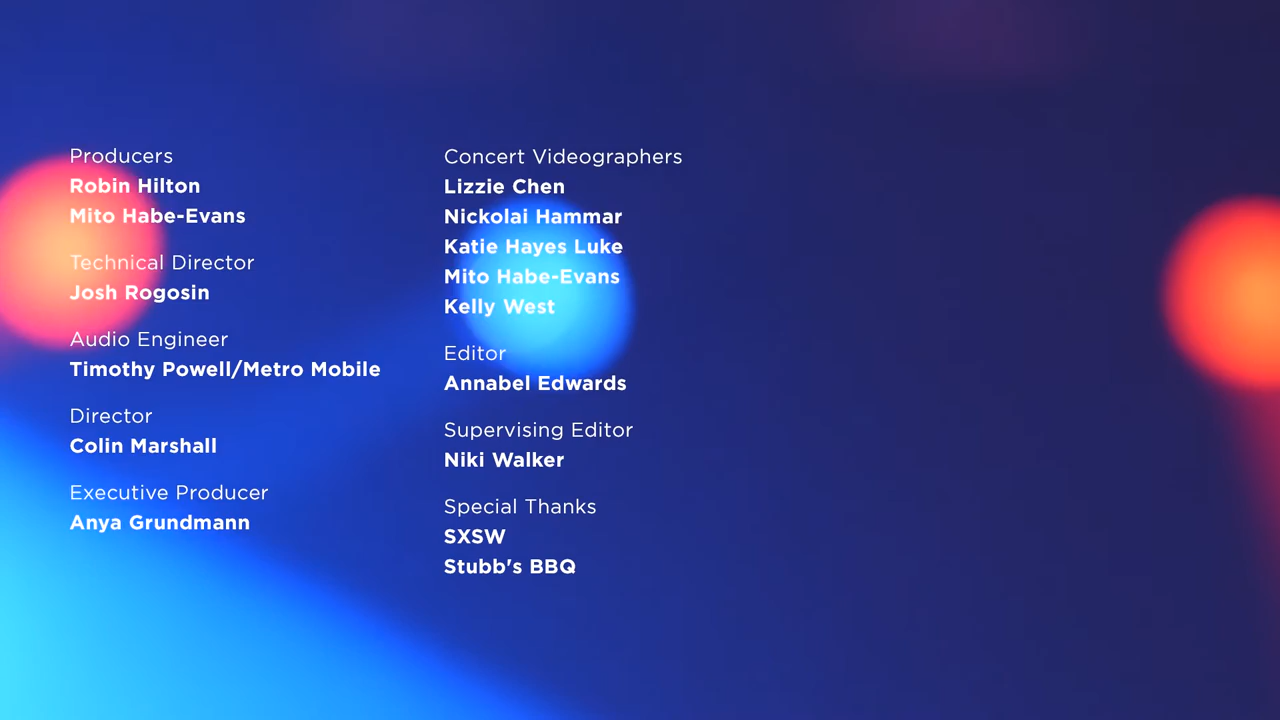 Producers
Robin Hilton
Mito Habe-Evans
Technical Director
Josh Rogosin
Audio Engineer
Timothy Powell/Metro Mobile
Director
Colin Marshall
Executive Producer
Anya Grundmann
Concert Videographers
Lizzie Chen
Nickolai Hammar
Katie Hayes Luke
Mito Habe-Evans
Kelly West
Editor
Annabel Edwards
Supervising Editor
Niki Walker
Special Thanks
SXSW
Stubb's BBQ